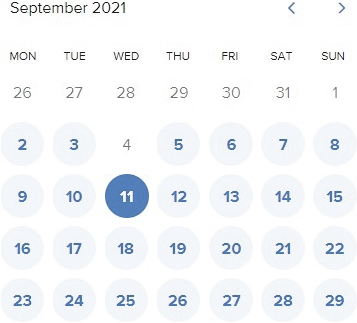 September 2021
MON TUE WED THU FRI SAT SUN
26 27 28 29 30 31 1
2 3 4 5 6 7 8
9 10 11 12 13 14 15
16 17 18 19 20 21 22
23 24 25 26 27 28 29